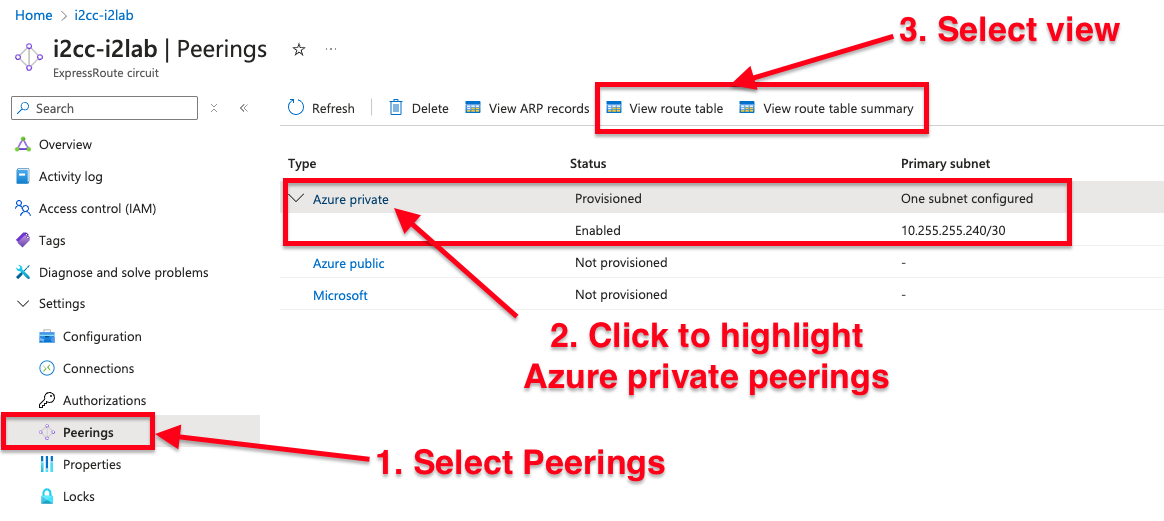 Home > i2cc-i2lab
i2cc-i2lab | Peerings ☆ ...
ExpressRoute circuit
3. Select view
Search
Refresh Delete View ARP records View route table View route table summary
Overview
Activity log
Access control (IAM)
Tags
Diagnose and solve problems
Settings
Configuration
Connections
Authorizations
Peerings
Properties
Locks
Type Status Primary subnet
Azure private Provisioned One subnet configured
Enabled 10.255.255.240/30
Azure public Not provisioned -
Microsoft Not provisioned -
2. Click to highlight
Azure private peerings
1. Select Peerings